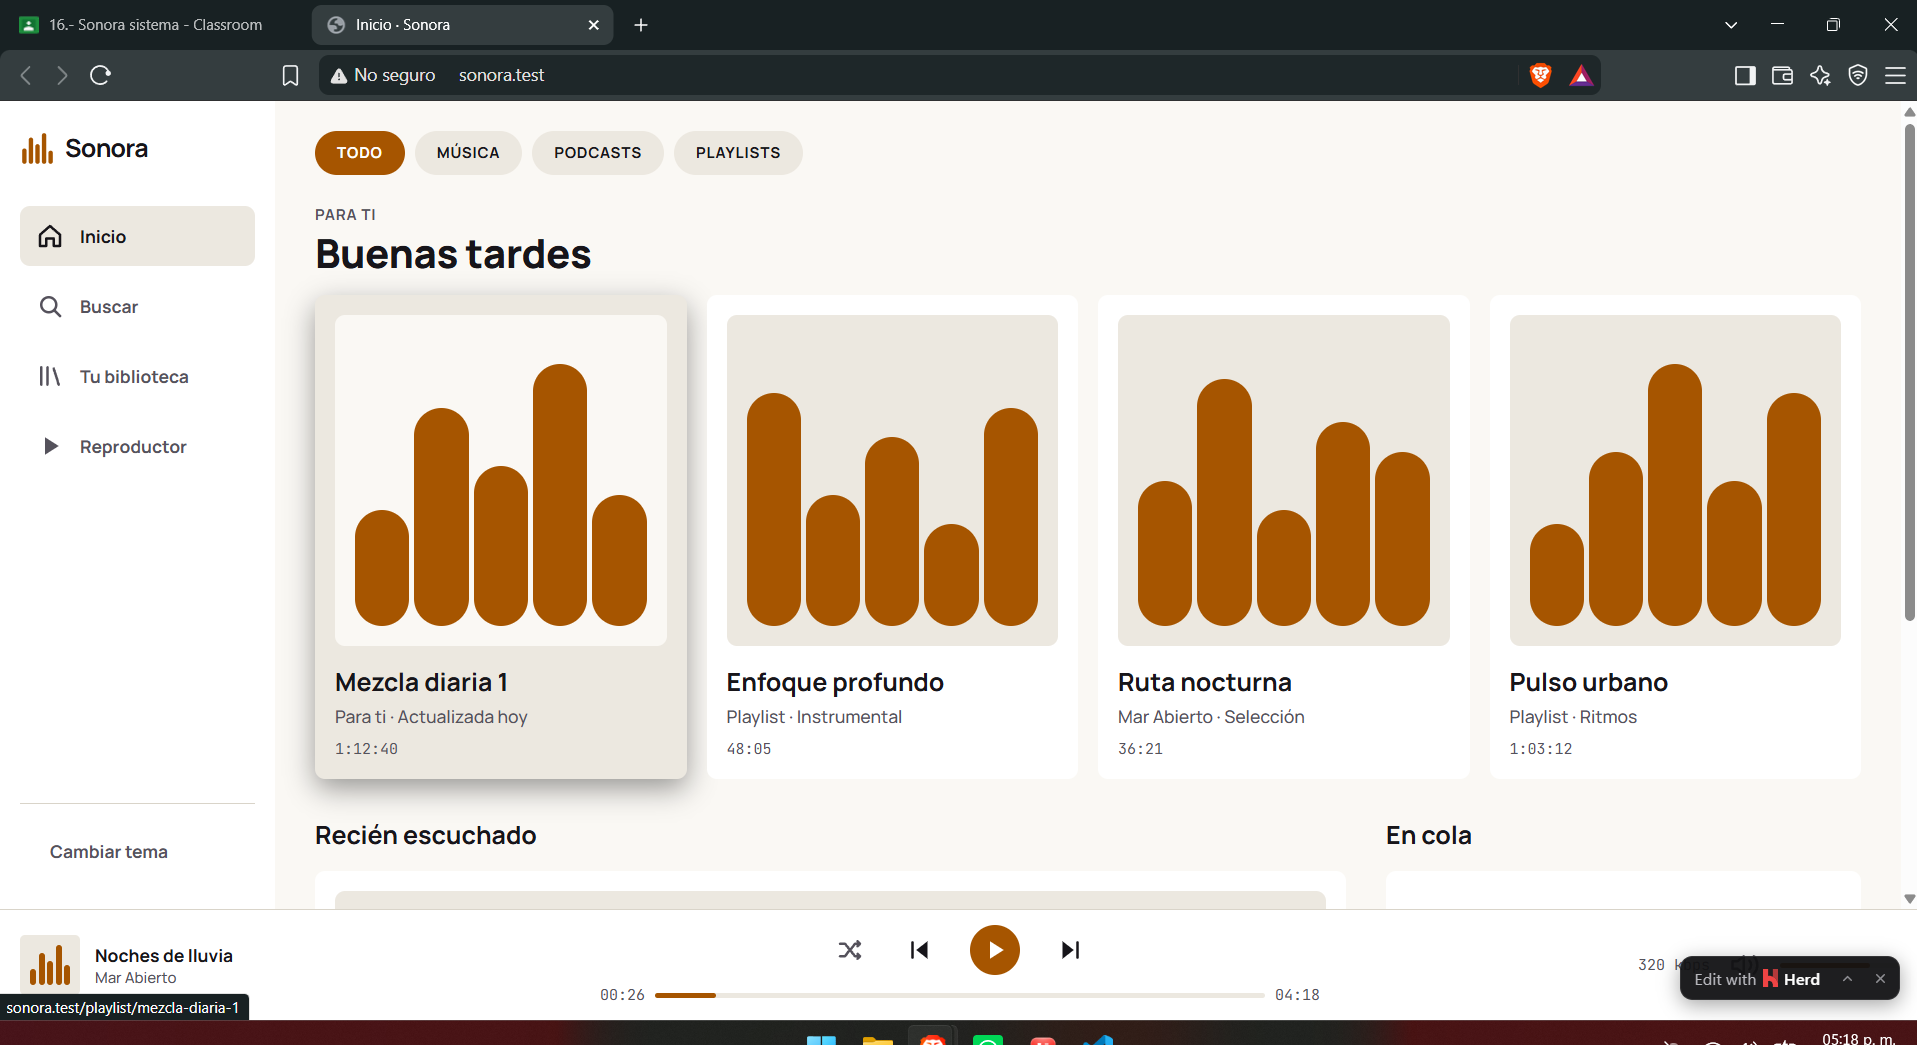 16.- Sonora sistema - Classroom
Inicio · Sonora
No seguro
sonora.test
Sonora
Inicio
Buscar
Tu biblioteca
Reproductor
Cambiar tema
TODO
MÚSICA
PODCASTS
PLAYLISTS
PARA TI
Buenas tardes
Mezcla diaria 1
Para ti · Actualizada hoy
1:12:40
Enfoque profundo
Playlist · Instrumental
48:05
Ruta nocturna
Mar Abierto · Selección
36:21
Pulso urbano
Playlist · Ritmos
1:03:12
Recién escuchado
En cola
Noches de lluvia
Mar Abierto
00:26
04:18
320 kbps
Edit with Herd
sonora.test/playlist/mezcla-diaria-1
05:18 p. m.